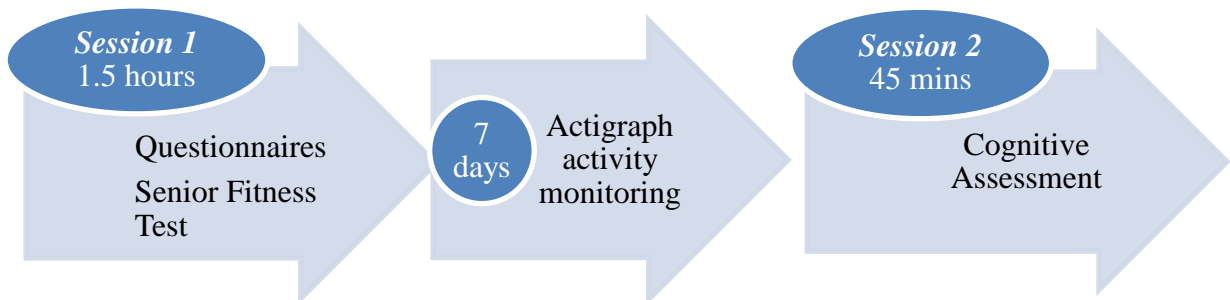 Session 1
1.5 hours
Questionnaires
Senior Fitness
Test
7
days
Actigraph
activity
monitoring
Session 2
45 mins
Cognitive
Assessment